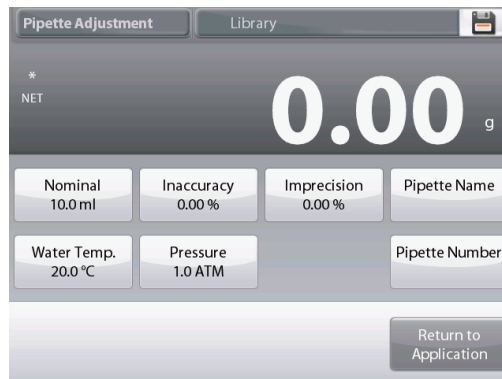 Pipette Adjustment
Library
*
NET
0.00 g
Nominal
10.0 ml
Inaccuracy
0.00 %
Imprecision
0.00 %
Pipette Name
Water Temp.
20.0 °C
Pressure
1.0 ATM
Pipette Number
Return to
Application